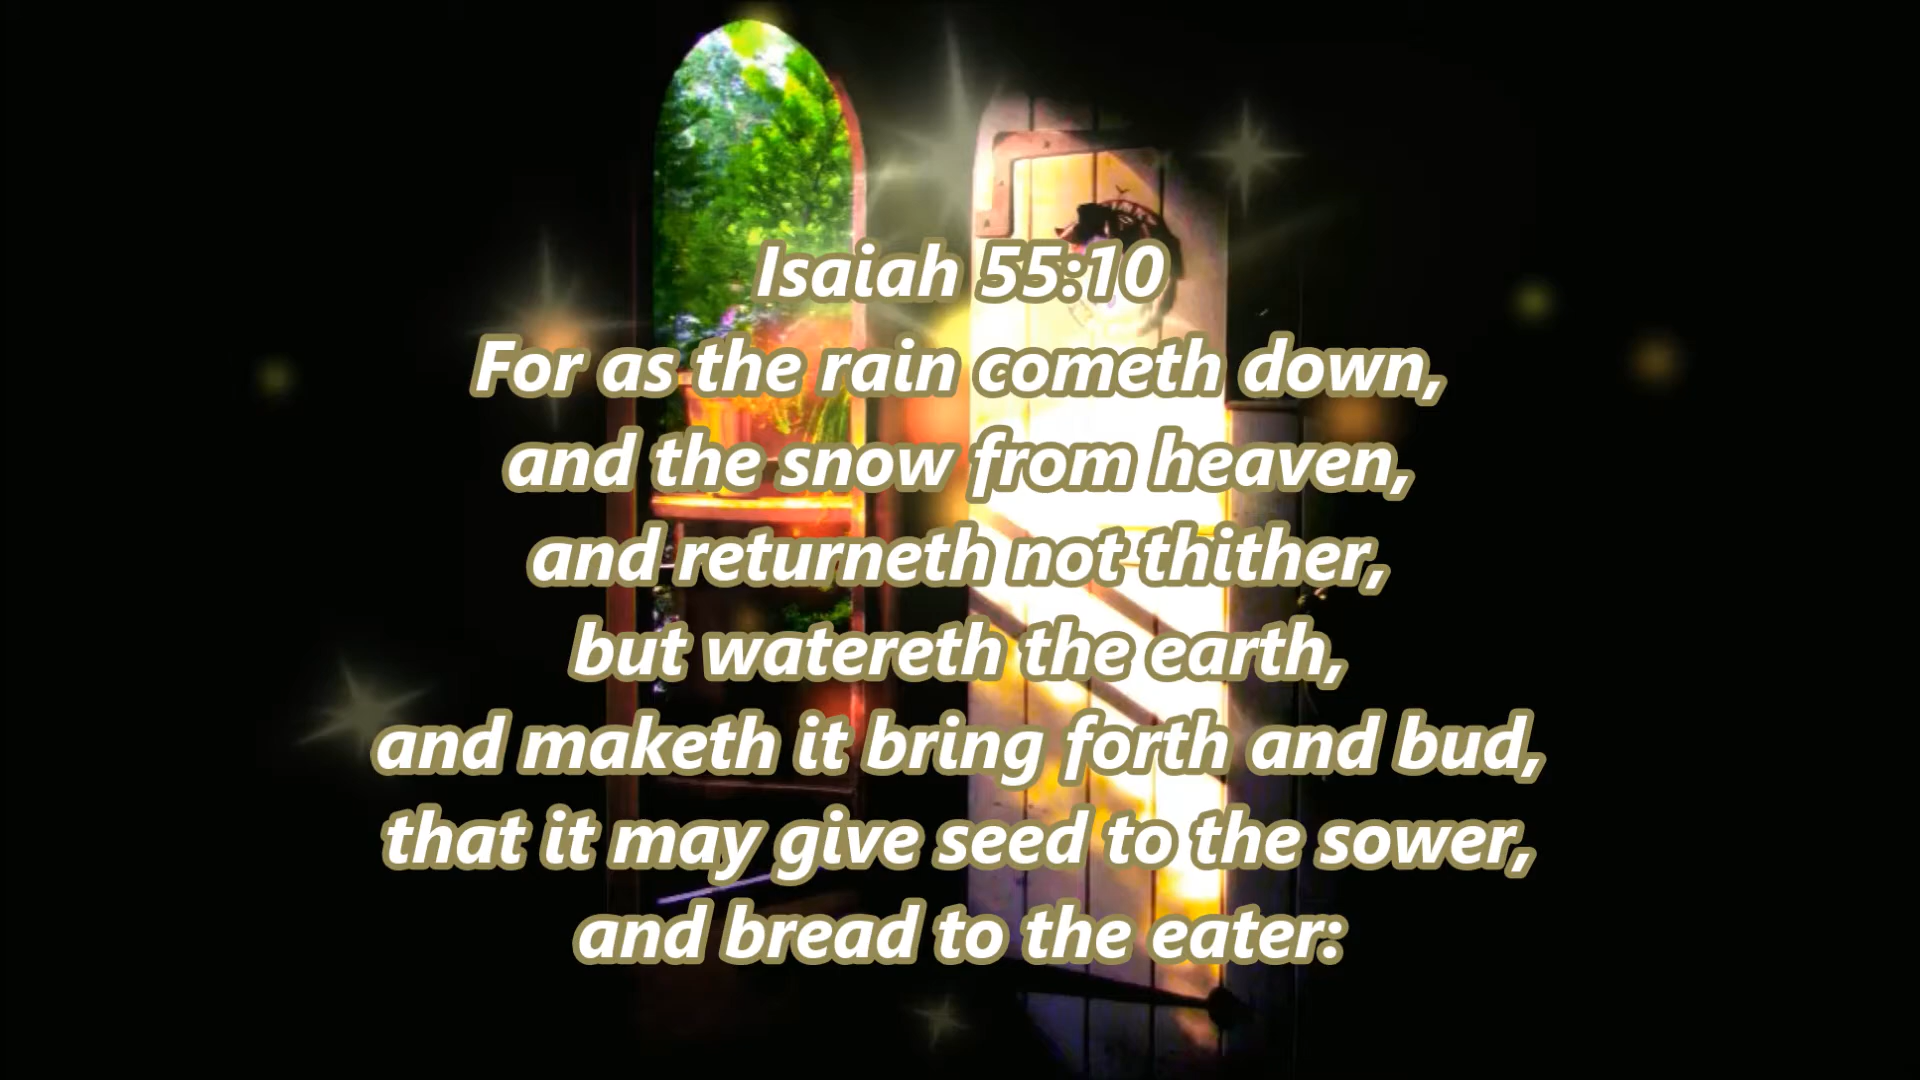 Isaiah 55:10
For as the rain cometh down,
and the snow from heaven,
and returneth not thither,
but watereth the earth,
and maketh it bring forth and bud,
that it may give seed to the sower,
and bread to the eater: